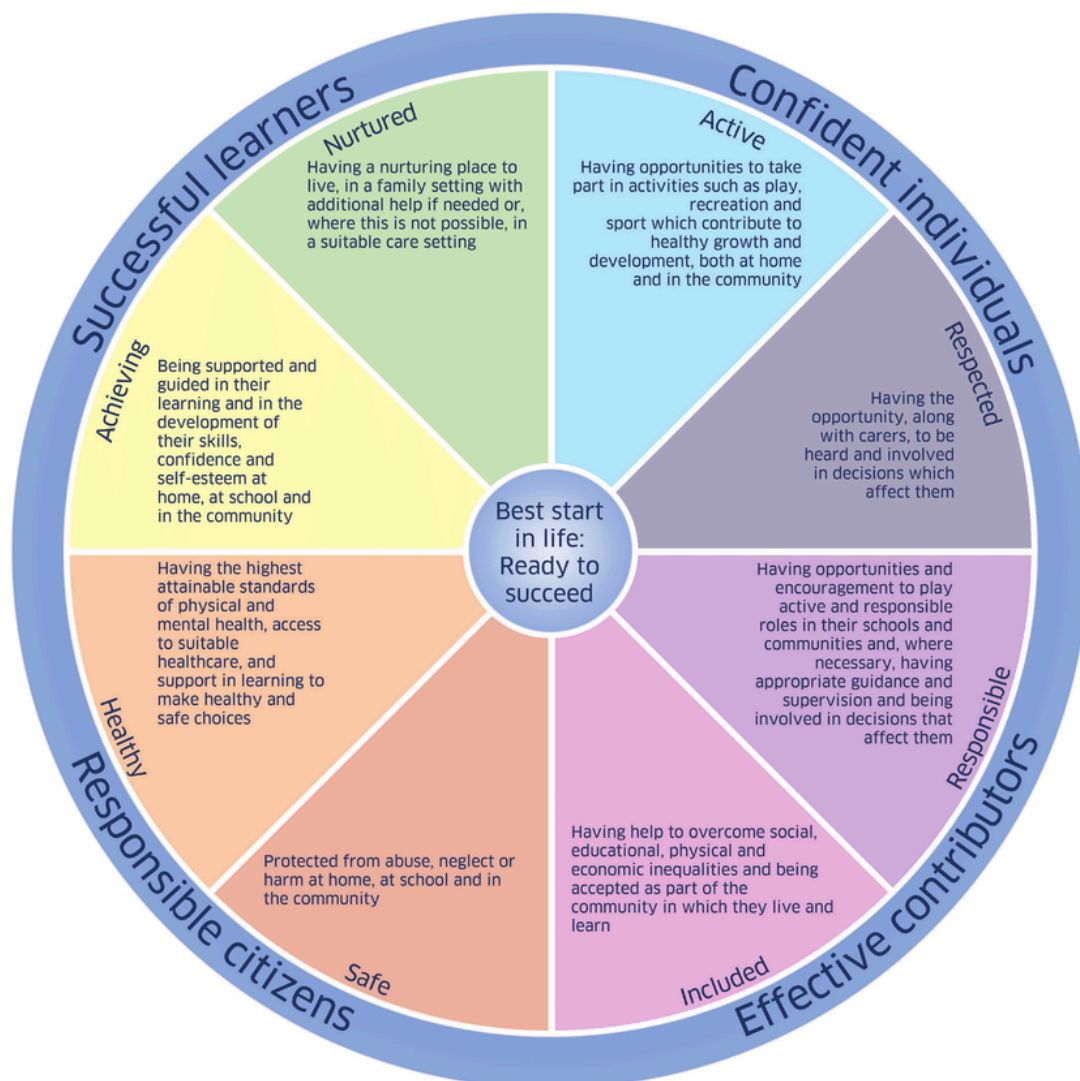 Successful learners
Confident individuals
Nurtured
Having a nurturing place to
live, in a family setting with
additional help if needed or,
where this is not possible, in
a suitable care setting
Active
Having opportunities to take
part in activities such as play,
recreation and
sport which contribute to
healthy growth and
development, both at home
and in the community
Achieving
Being supported and
guided in their
learning and in the
development of
their skills,
confidence and
self-esteem at
home, at school and
in the community
Respected
Having the
opportunity, along
with carers, to be
heard and involved
in decisions which
affect them
Best start
in life:
Ready to
succeed
Healthy
Having the highest
attainable standards
of physical and
mental health, access
to suitable
healthcare, and
support in learning to
make healthy and
safe choices
Responsible
Having opportunities and
encouragement to play
active and responsible
roles in their schools and
communities and, where
necessary, having
appropriate guidance and
supervision and being
involved in decisions that
affect them
Safe
Protected from abuse, neglect or
harm at home, at school and in
the community
Included
Having help to overcome social,
educational, physical and
economic inequalities and being
accepted as part of the
community in which they live and
learn
Responsible citizens
Effective contributors